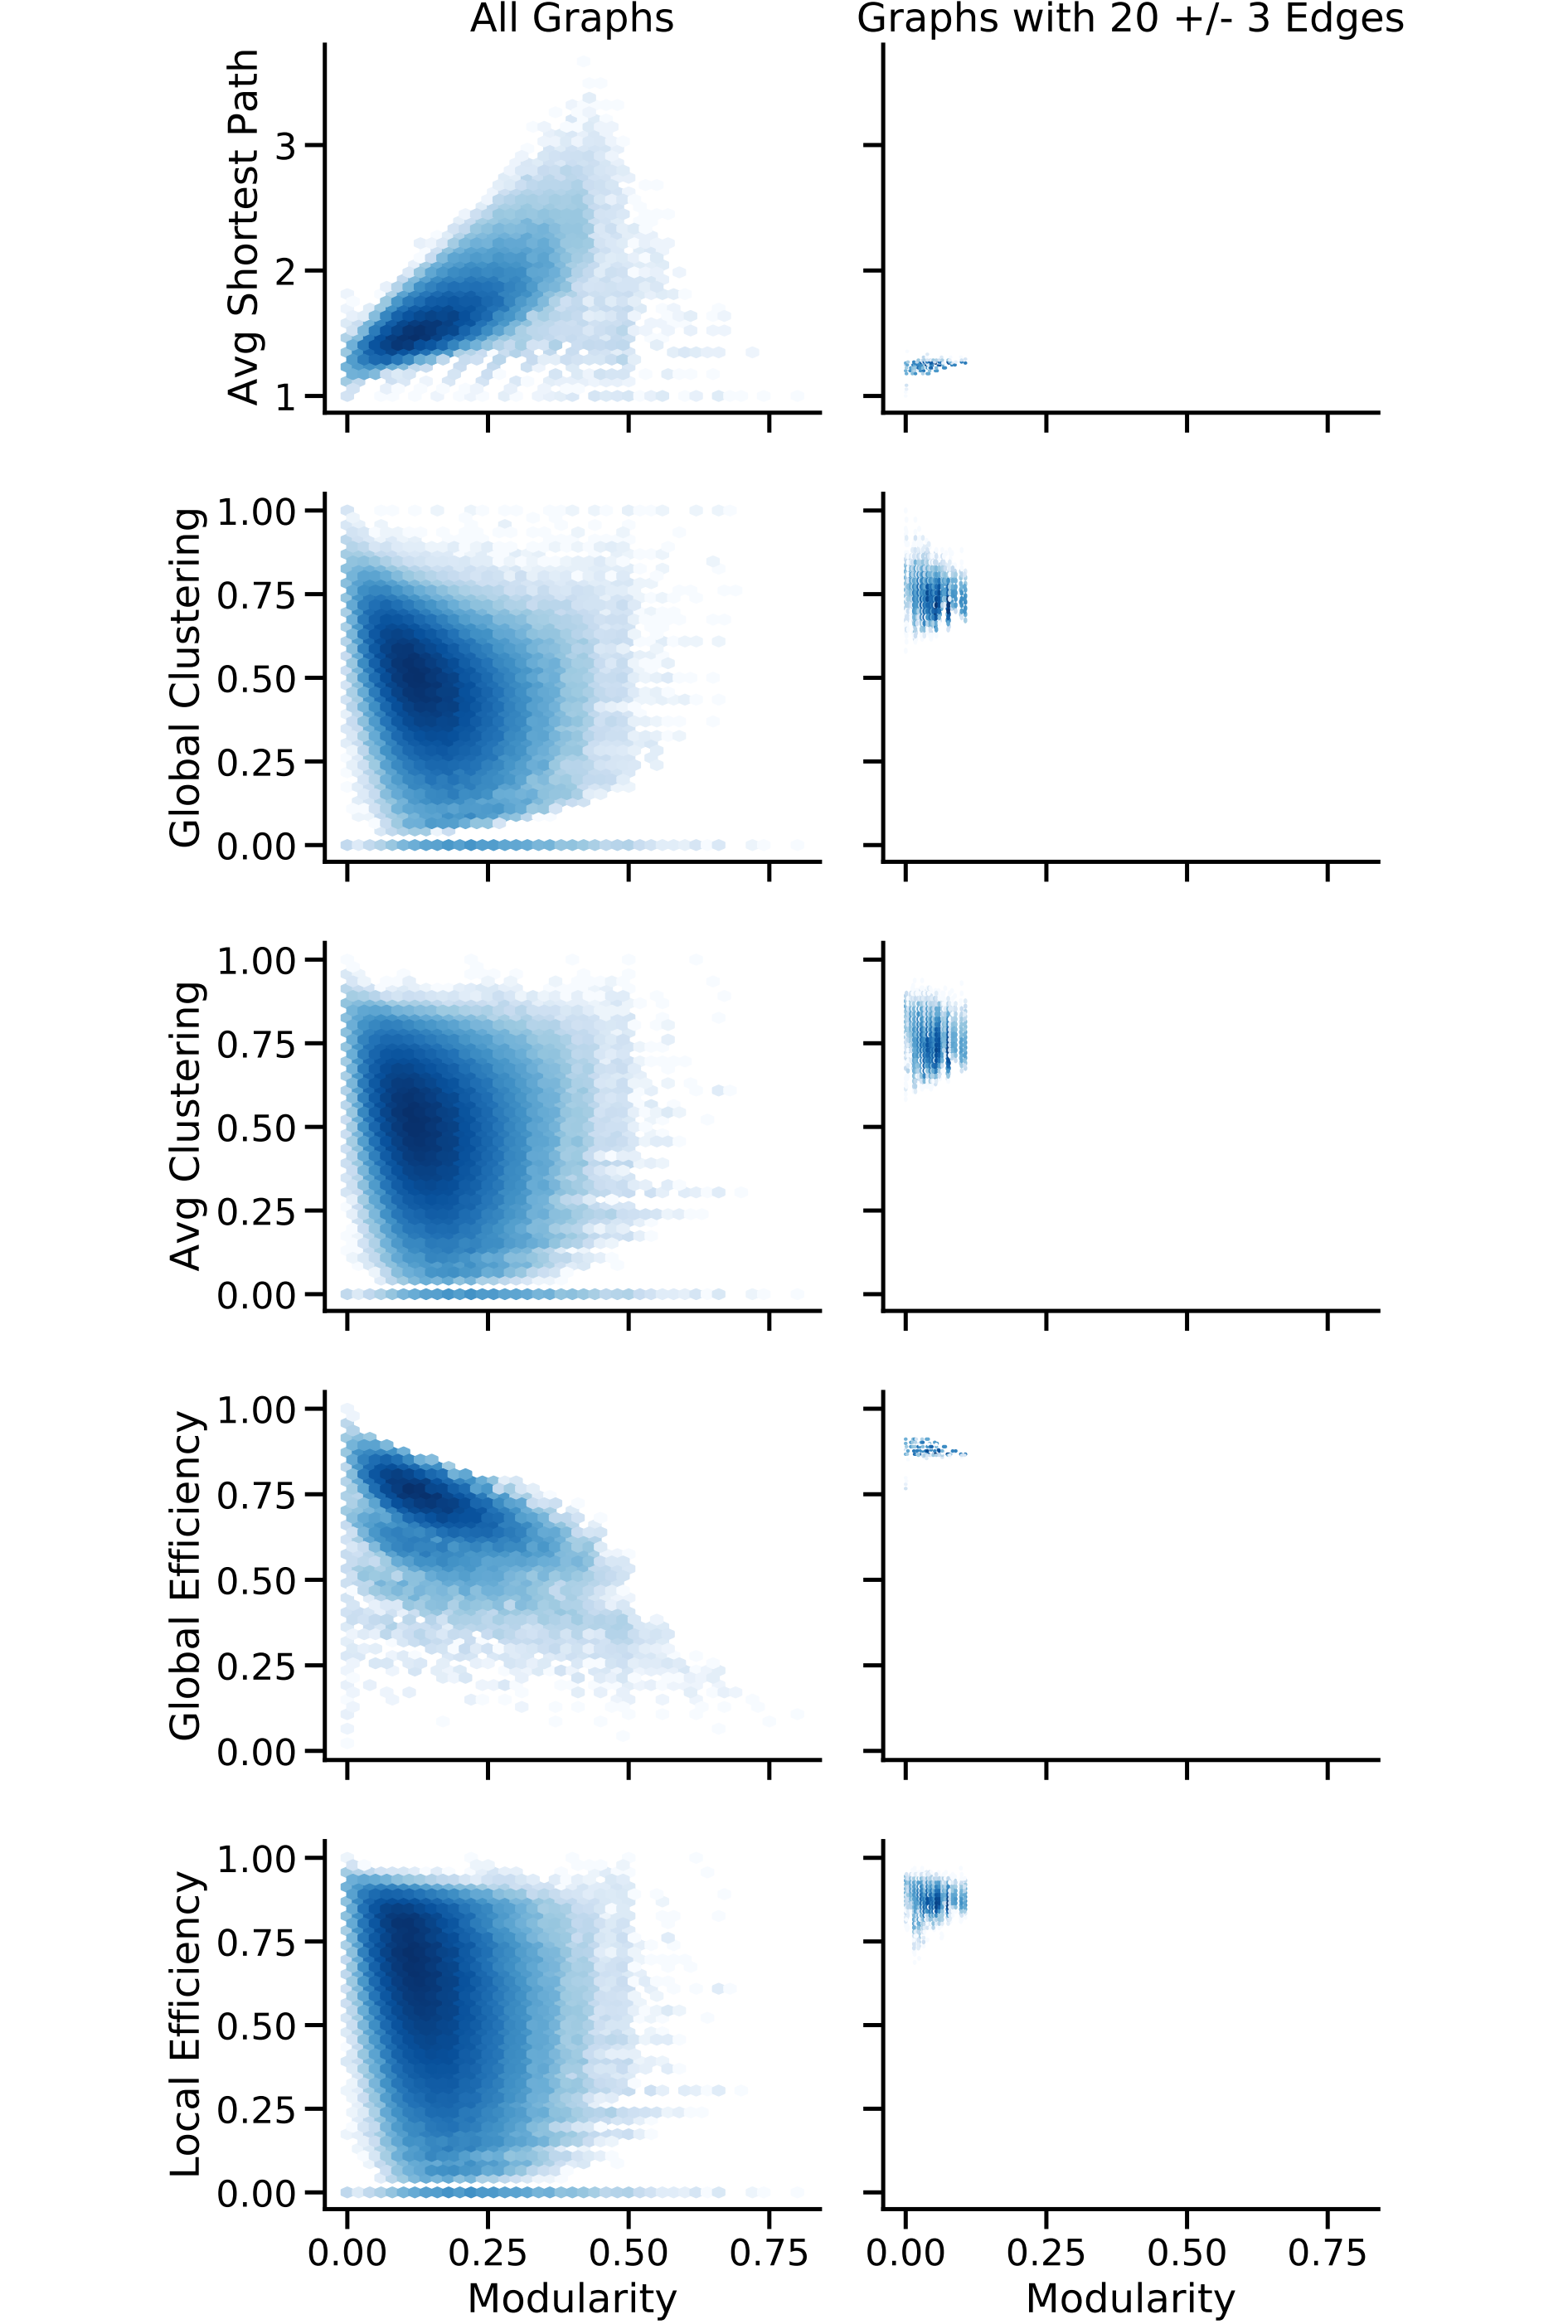 All Graphs
Graphs with 20 +/- 3 Edges
Avg Shortest Path
3
2
1
Global Clustering
1.00
0.75
0.50
0.25
0.00
Avg Clustering
1.00
0.75
0.50
0.25
0.00
Global Efficiency
1.00
0.75
0.50
0.25
0.00
Local Efficiency
1.00
0.75
0.50
0.25
0.00
0.00 0.25 0.50 0.75
0.00 0.25 0.50 0.75
Modularity
Modularity